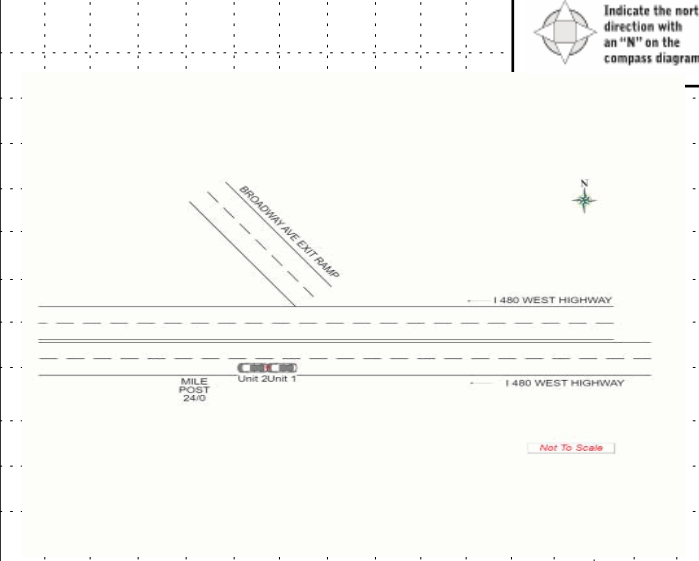 Indicate the nort
direction with
an "N" on the
compass diagram
N
BROADWAY AVE EXIT RAMP
I 480 WEST HIGHWAY
Unit 2Unit 1
MILE
POST
24/0
I 480 WEST HIGHWAY
Not To Scale